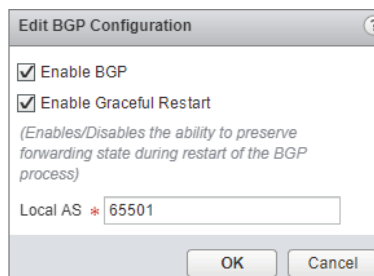 Edit BGP Configuration ?
Enable BGP
Enable Graceful Restart
(Enables/Disables the ability to preserve
forwarding state during restart of the BGP
process)
Local AS * 65501
OK Cancel